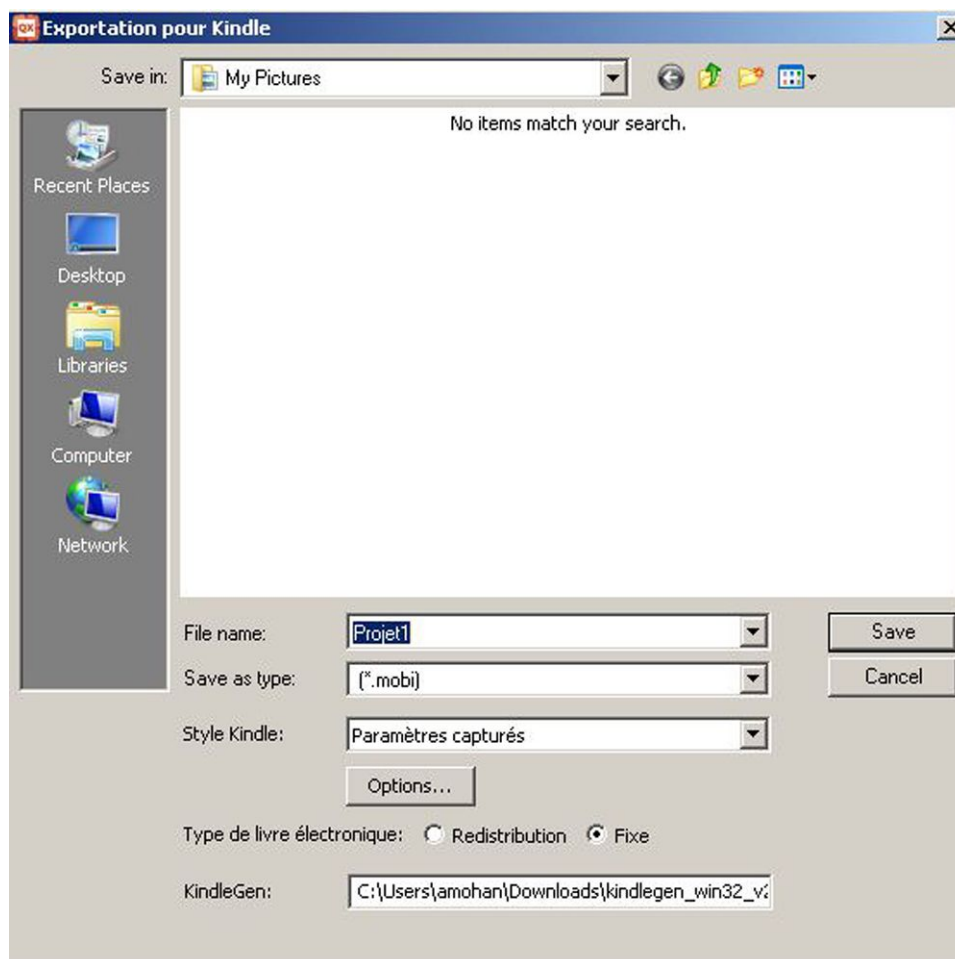 QX Exportation pour Kindle
Save in: My Pictures
No items match your search.
Recent Places
Desktop
Libraries
Computer
Network
File name: Projet1 Save
Save as type: (*.mobi) Cancel
Style Kindle: Paramètres capturés
Options...
Type de livre électronique: Redistribution Fixe
KindleGen: C:\Users\amohan\Downloads\kindlegen_win32_v2